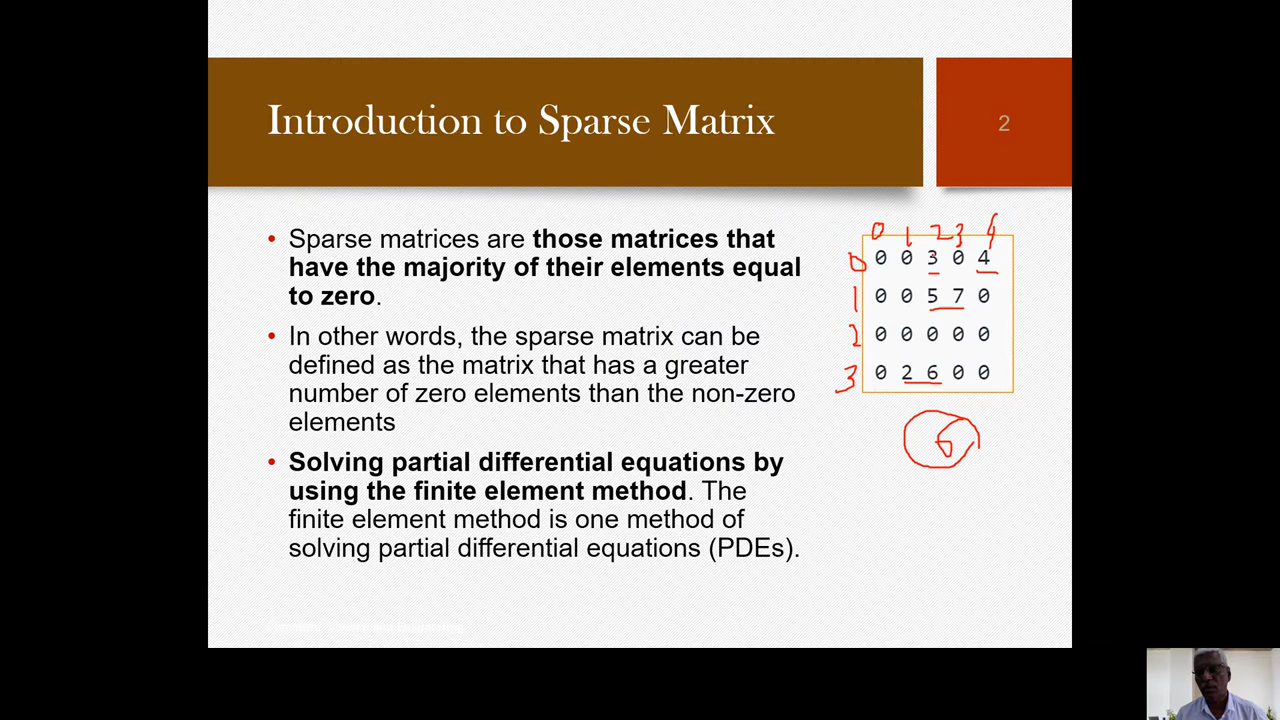 Introduction to Sparse Matrix
2
• Sparse matrices are those matrices that
have the majority of their elements equal
to zero.
• In other words, the sparse matrix can be
defined as the matrix that has a greater
number of zero elements than the non-zero
elements
• Solving partial differential equations by
using the finite element method. The
finite element method is one method of
solving partial differential equations (PDEs).
0 1 2 3 4
0 0 0 3 0 4
1 0 0 5 7 0
2 0 0 0 0 0
3 0 2 6 0 0
6